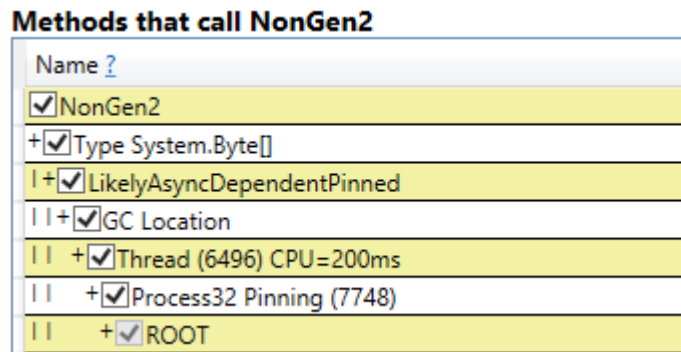 Methods that call NonGen2
Name ?
NonGen2
+Type System.Byte[]
|+LikelyAsyncDependentPinned
||+GC Location
|| +Thread (6496) CPU=200ms
|| +Process32 Pinning (7748)
|| +ROOT